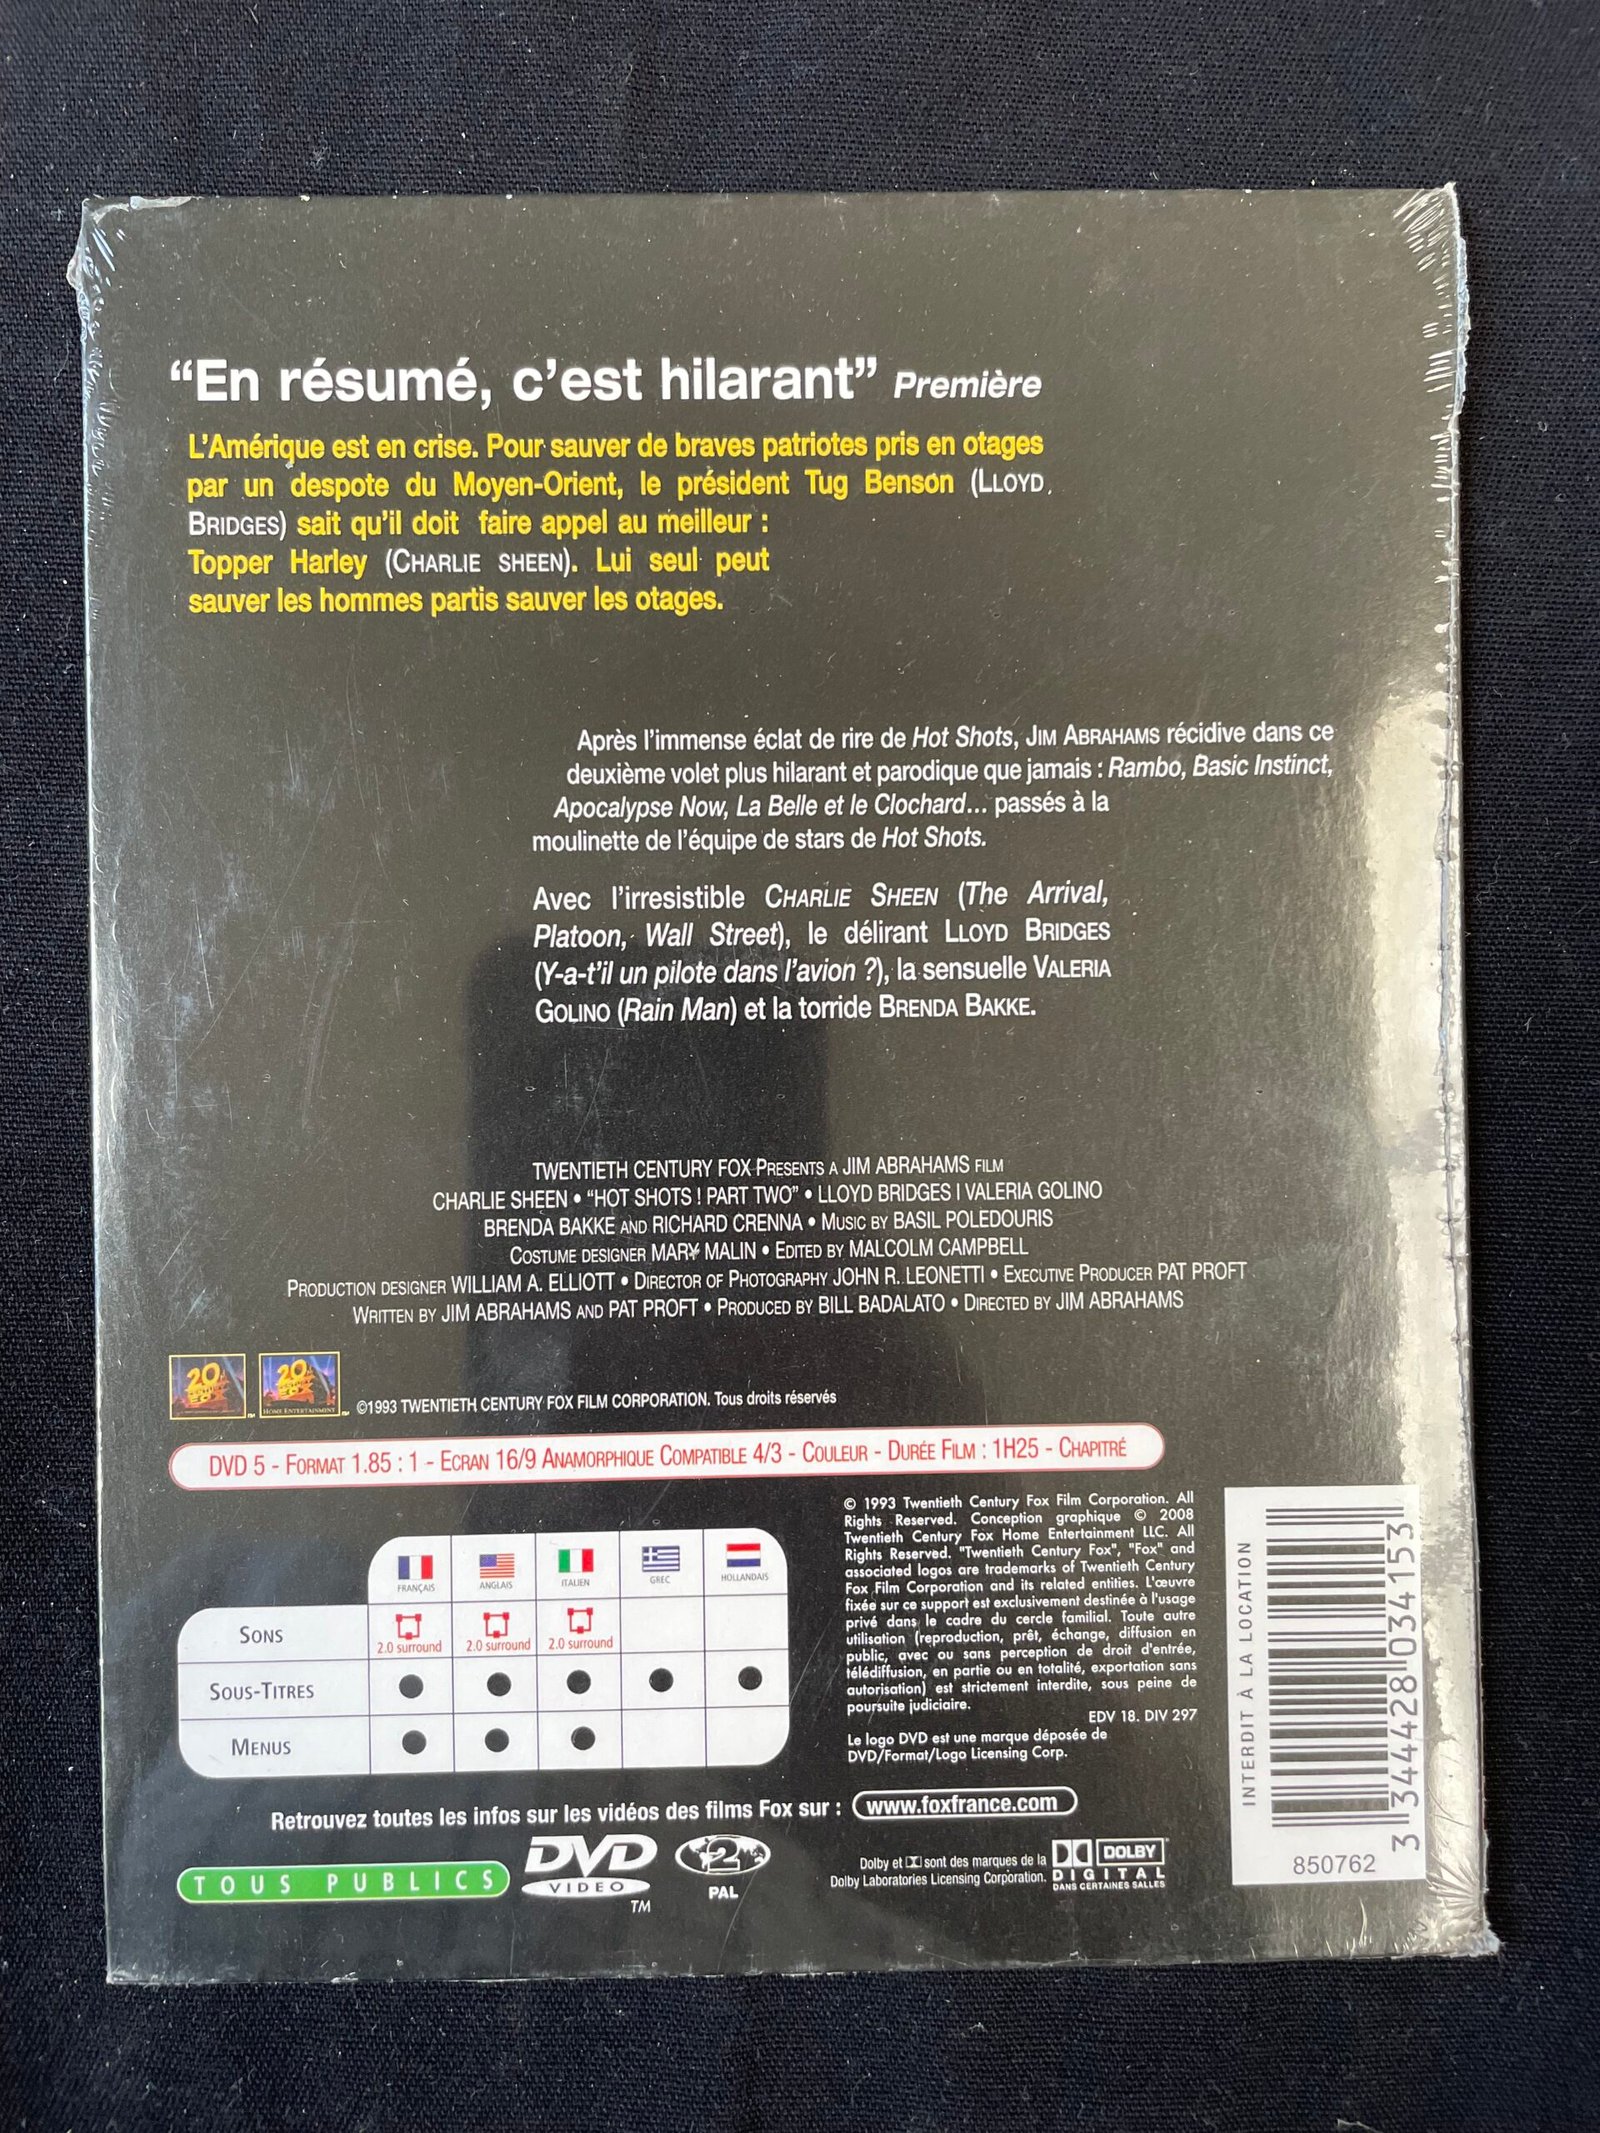 “En résumé, c’est hilarant” Première
L’Amérique est en crise. Pour sauver de braves patriotes pris en otages
par un despote du Moyen-Orient, le président Tug Benson (LLOYD
BRIDGES) sait qu’il doit faire appel au meilleur :
Topper Harley (CHARLIE SHEEN). Lui seul peut
sauver les hommes partis sauver les otages.
Après l’immense éclat de rire de Hot Shots, JIM ABRAHAMS récidive dans ce
deuxième volet plus hilarant et parodique que jamais : Rambo, Basic Instinct,
Apocalypse Now, La Belle et le Clochard... passés à la
moulinette de l’équipe de stars de Hot Shots.
Avec l’irresistible CHARLIE SHEEN (The Arrival,
Platoon, Wall Street), le délirant LLOYD BRIDGES
(Y-a-t’il un pilote dans l’avion ?), la sensuelle VALERIA
GOLINO (Rain Man) et la torride BRENDA BAKKE.
TWENTIETH CENTURY FOX PRESENTS A JIM ABRAHAMS FILM
CHARLIE SHEEN • “HOT SHOTS ! PART TWO” • LLOYD BRIDGES I VALERIA GOLINO
BRENDA BAKKE AND RICHARD CRENNA • MUSIC BY BASIL POLEDOURIS
COSTUME DESIGNER MARY MALIN • EDITED BY MALCOLM CAMPBELL
PRODUCTION DESIGNER WILLIAM A. ELLIOTT • DIRECTOR OF PHOTOGRAPHY JOHN R. LEONETTI • EXECUTIVE PRODUCER PAT PROFT
WRITTEN BY JIM ABRAHAMS AND PAT PROFT • PRODUCED BY BILL BADALATO • DIRECTED BY JIM ABRAHAMS
20 CENTURY FOX
20 CENTURY FOX HOME ENTERTAINMENT
©1993 TWENTIETH CENTURY FOX FILM CORPORATION. Tous droits réservés
DVD 5 - FORMAT 1.85 : 1 - ECRAN 16/9 ANAMORPHIQUE COMPATIBLE 4/3 - COULEUR - DURÉE FILM : 1H25 - CHAPITRÉ
FRANÇAIS ANGLAIS ITALIEN GREC HOLLANDAIS
SONS 2.0 surround 2.0 surround 2.0 surround
SOUS-TITRES
MENUS
© 1993 Twentieth Century Fox Film Corporation. All
Rights Reserved. Conception graphique © 2008
Twentieth Century Fox Home Entertainment LLC. All
Rights Reserved. "Twentieth Century Fox", "Fox" and
associated logos are trademarks of Twentieth Century
Fox Film Corporation and its related entities. L'œuvre
fixée sur ce support est exclusivement destinée à l'usage
privé dans le cadre du cercle familial. Toute autre
utilisation (reproduction, prêt, échange, diffusion en
public, avec ou sans perception de droit d'entrée,
télédiffusion, en partie ou en totalité, exportation sans
autorisation) est strictement interdite, sous peine de
poursuite judiciaire.
EDV 18. DIV 297
Le logo DVD est une marque déposée de
DVD/Format/Logo Licensing Corp.
INTERDIT À LA LOCATION
3 344428 034153
850762
Retrouvez toutes les infos sur les vidéos des films Fox sur : www.foxfrance.com
TOUS PUBLICS
DVD
VIDEO
TM
2
PAL
Dolby et sont des marques de la
Dolby Laboratories Licensing Corporation.
DOLBY
DIGITAL
DANS CERTAINES SALLES